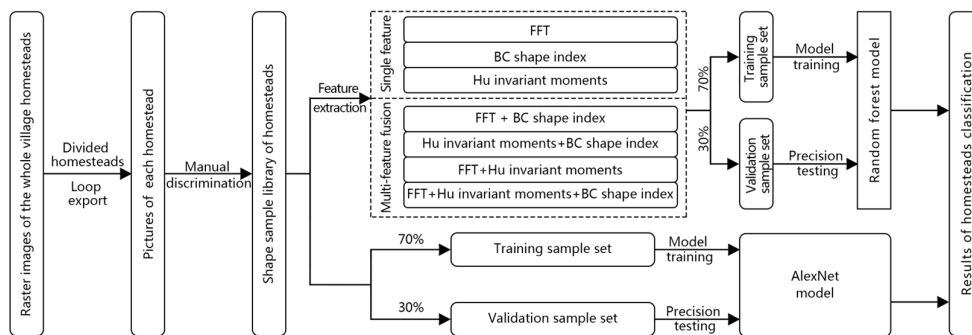 Raster images of the whole village homesteads
Divided
homesteads
Loop
export
Pictures of each homestead
Manual
discrimination
Shape sample library of homesteads
Feature
extraction
Single feature
FFT
BC shape index
Hu invariant moments
Multi-feature fusion
FFT + BC shape index
Hu invariant moments+BC shape index
FFT+Hu invariant moments
FFT+Hu invariant moments+BC shape index
70%
30%
Training
sample set
Validation
sample set
Model
training
Precision
testing
Random forest model
70%
30%
Training sample set
Validation sample set
Model
training
Precision
testing
AlexNet
model
Results of homesteads classification